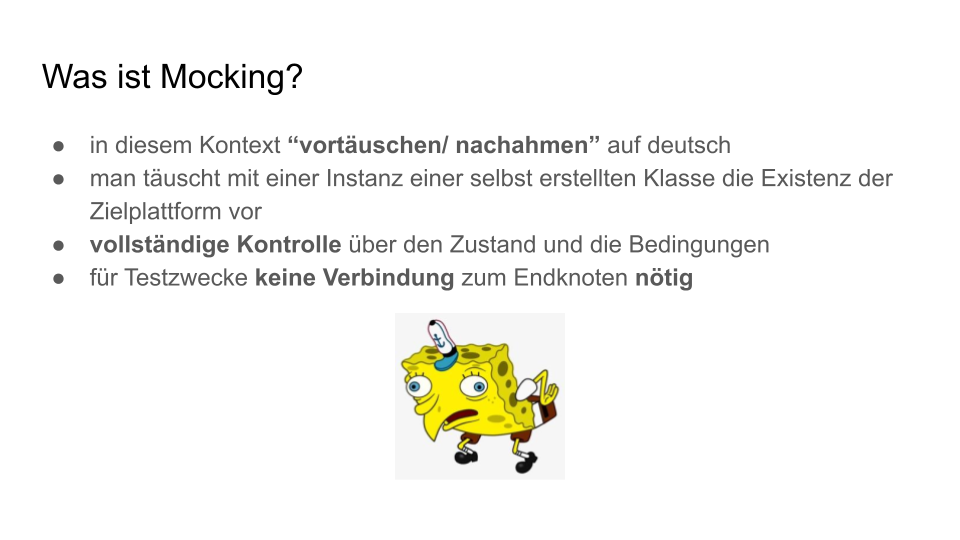 Was ist Mocking?
● in diesem Kontext “vortäuschen/ nachahmen” auf deutsch
● man täuscht mit einer Instanz einer selbst erstellten Klasse die Existenz der
Zielplattform vor
● vollständige Kontrolle über den Zustand und die Bedingungen
● für Testzwecke keine Verbindung zum Endknoten nötig